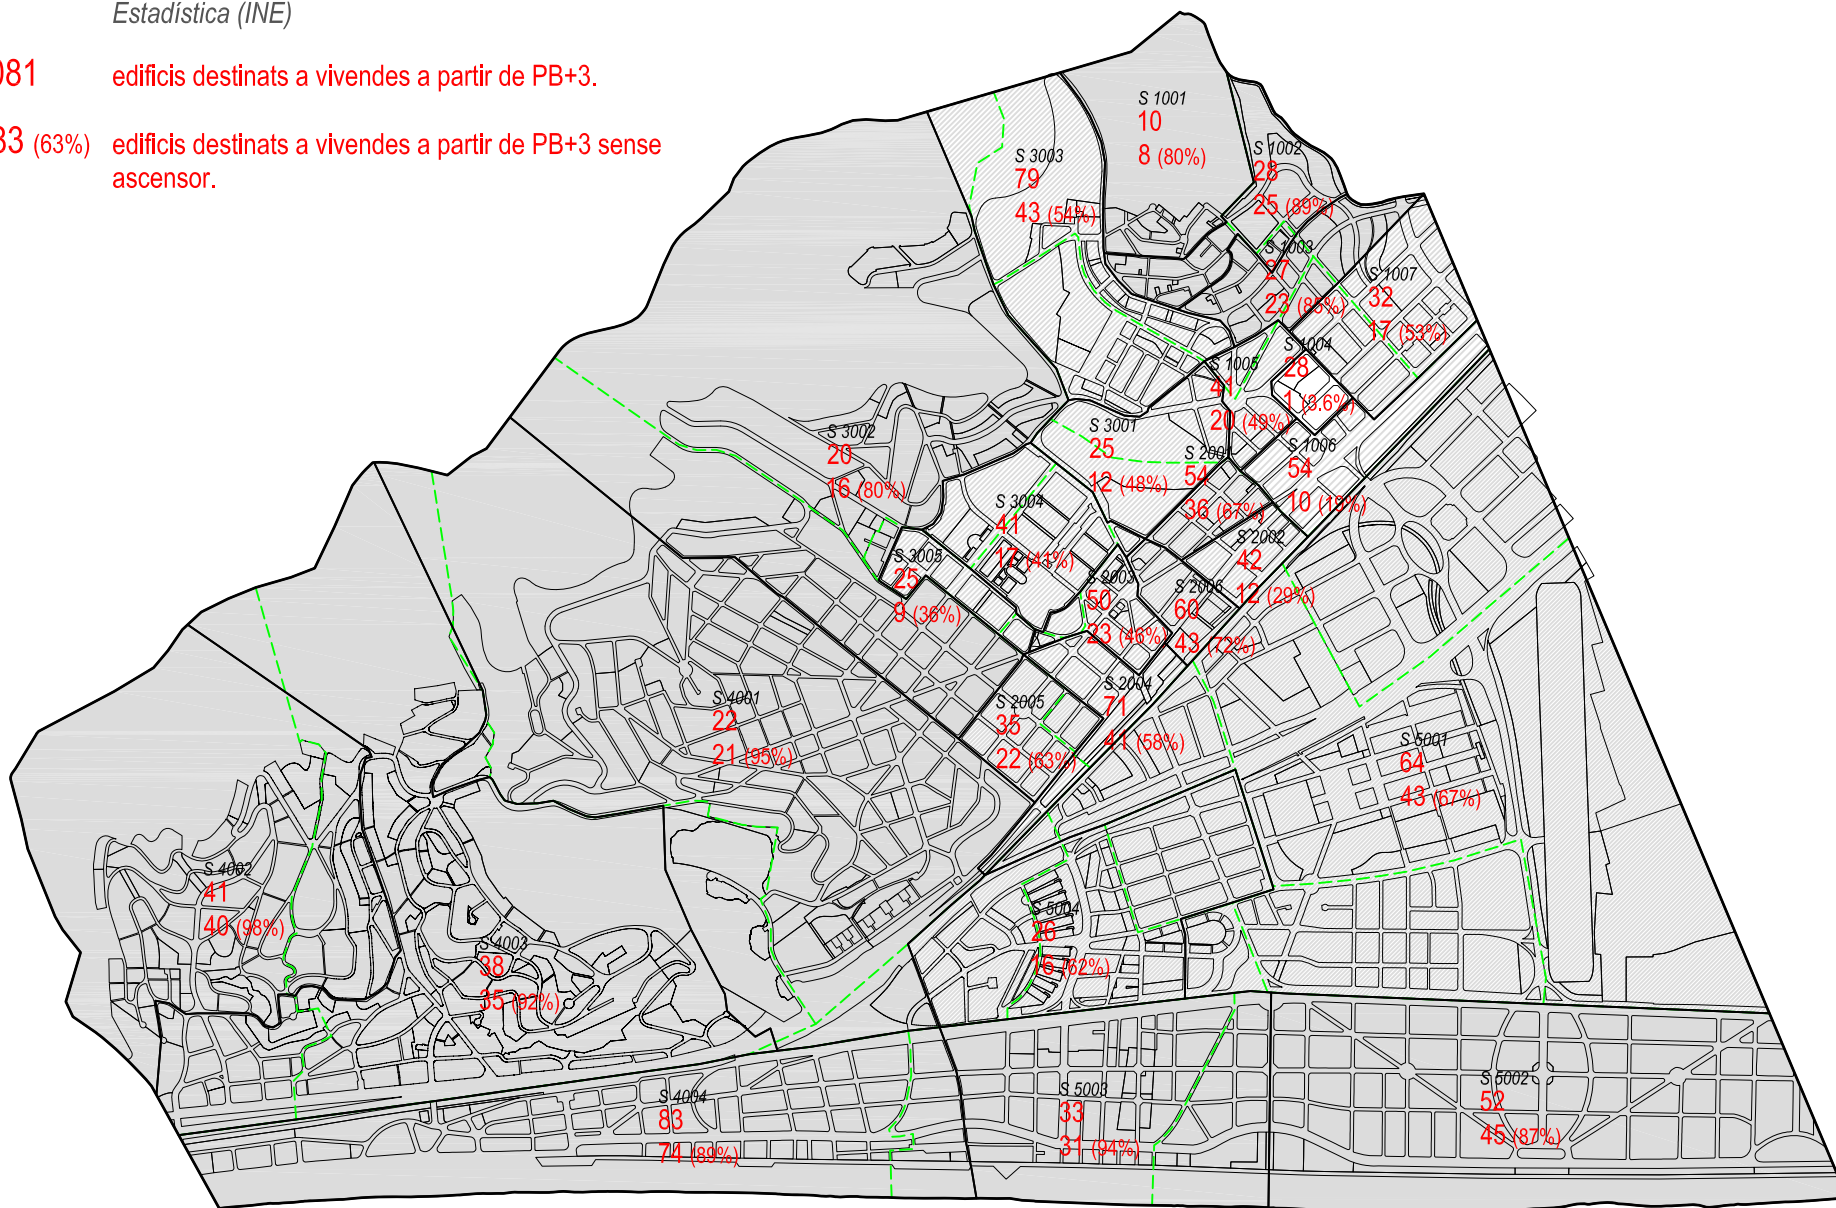 Estadística (INE)
081 edificis destinats a vivendes a partir de PB+3.
33 (63%) edificis destinats a vivendes a partir de PB+3 sense
ascensor.
S 1001
10
8 (80%)
S 1002
28
25 (89%)
S 3003
79
43 (54%)
S 1003
27
23 (85%)
S 1007
32
17 (53%)
S 1004
28
1 (3.6%)
S 1005
41
20 (49%)
S 3001
25
12 (48%)
S 3002
20
16 (80%)
S 2001
54
36 (67%)
S 1006
54
10 (19%)
S 3004
41
17 (41%)
S 2002
42
12 (29%)
S 3005
25
9 (36%)
S 2003
50
23 (46%)
S 2006
60
43 (72%)
S 4001
22
21 (95%)
S 2005
35
22 (63%)
S 2004
71
41 (58%)
S 5001
64
43 (67%)
S 4002
41
40 (98%)
S 4003
38
35 (92%)
S 5004
26
16 (62%)
S 4004
83
74 (89%)
S 5003
33
31 (94%)
S 5002
52
45 (87%)